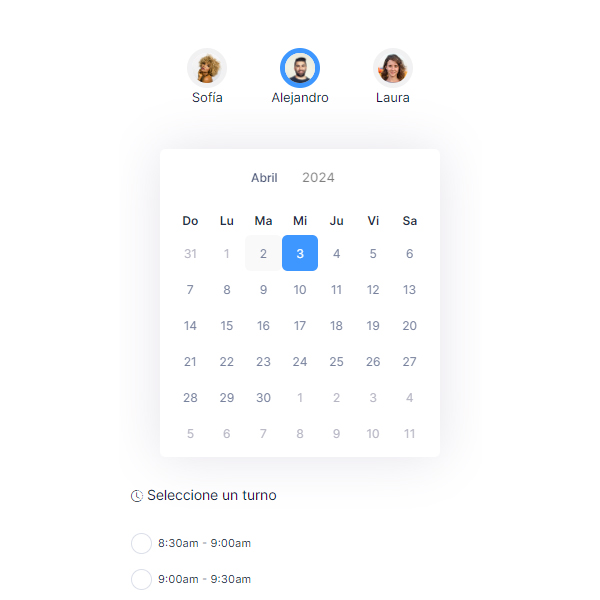 Sofía Alejandro Laura
Abril 2024
Do Lu Ma Mi Ju Vi Sa
31 1 2 3 4 5 6
7 8 9 10 11 12 13
14 15 16 17 18 19 20
21 22 23 24 25 26 27
28 29 30 1 2 3 4
5 6 7 8 9 10 11
Seleccione un turno
8:30am - 9:00am
9:00am - 9:30am